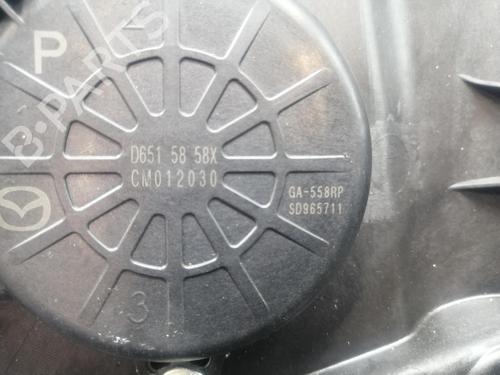 P
B-PARTS
D651 58 58X
CM012030
GA-558RP
SD965711
3